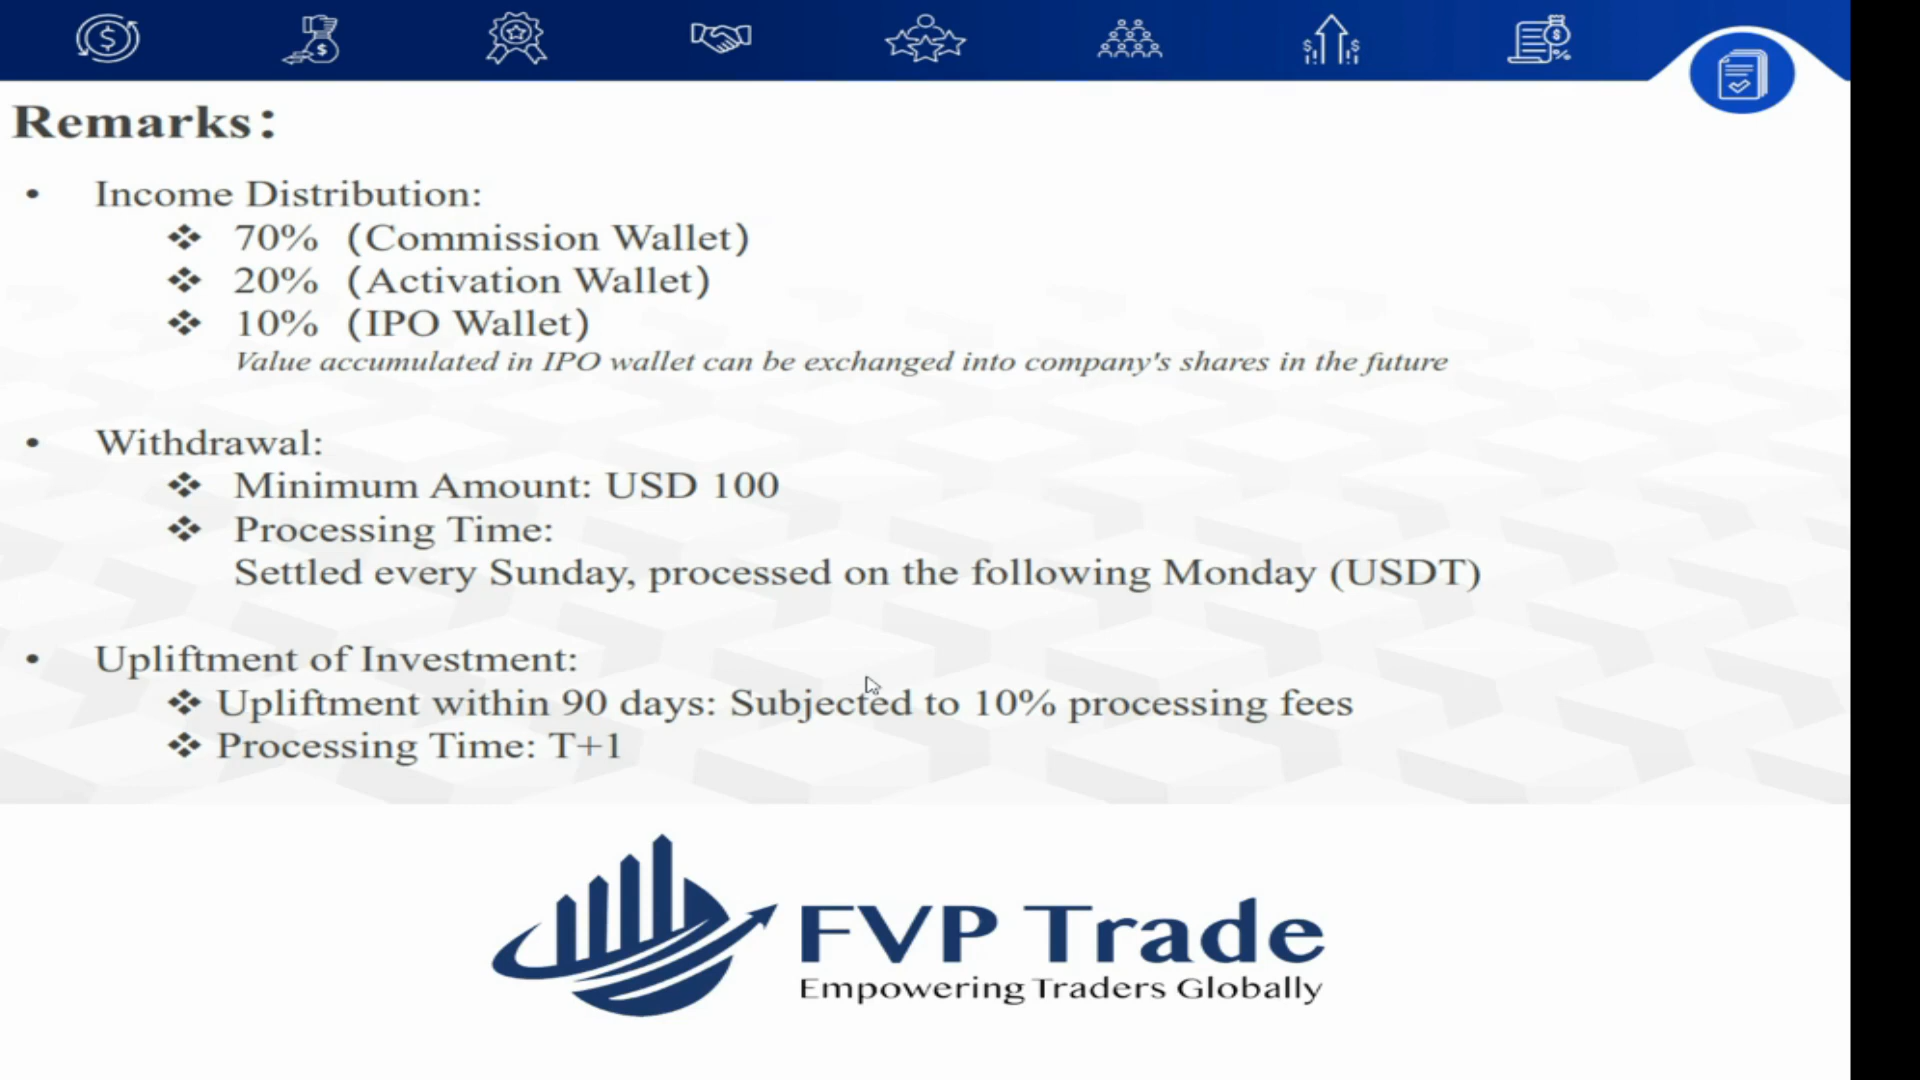 Remarks:
• Income Distribution:
❖ 70% (Commission Wallet)
❖ 20% (Activation Wallet)
❖ 10% (IPO Wallet)
Value accumulated in IPO wallet can be exchanged into company's shares in the future
• Withdrawal:
❖ Minimum Amount: USD 100
❖ Processing Time:
Settled every Sunday, processed on the following Monday (USDT)
• Upliftment of Investment:
❖ Upliftment within 90 days: Subjected to 10% processing fees
❖ Processing Time: T+1
FVP Trade
Empowering Traders Globally